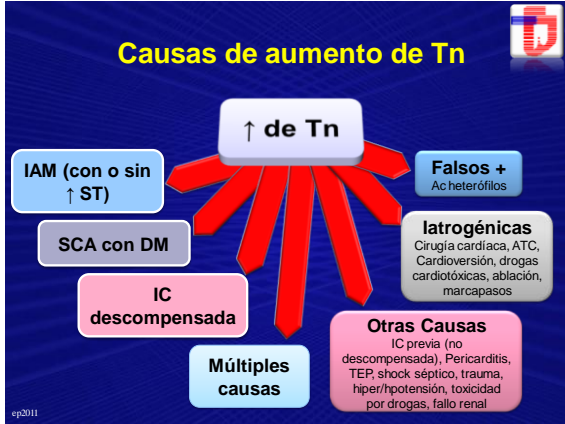 Causas de aumento de Tn
↑ de Tn
IAM (con o sin
↑ ST)
SCA con DM
IC
descompensada
Múltiples
causas
Otras Causas
IC previa (no
descompensada), Pericarditis,
TEP, shock séptico, trauma,
hiper/hpotensión, toxicidad
por drogas, fallo renal
Iatrogénicas
Cirugía cardíaca, ATC,
Cardioversión, drogas
cardiotóxicas, ablación,
marcapasos
Falsos +
Ac heterófilos
ep2011